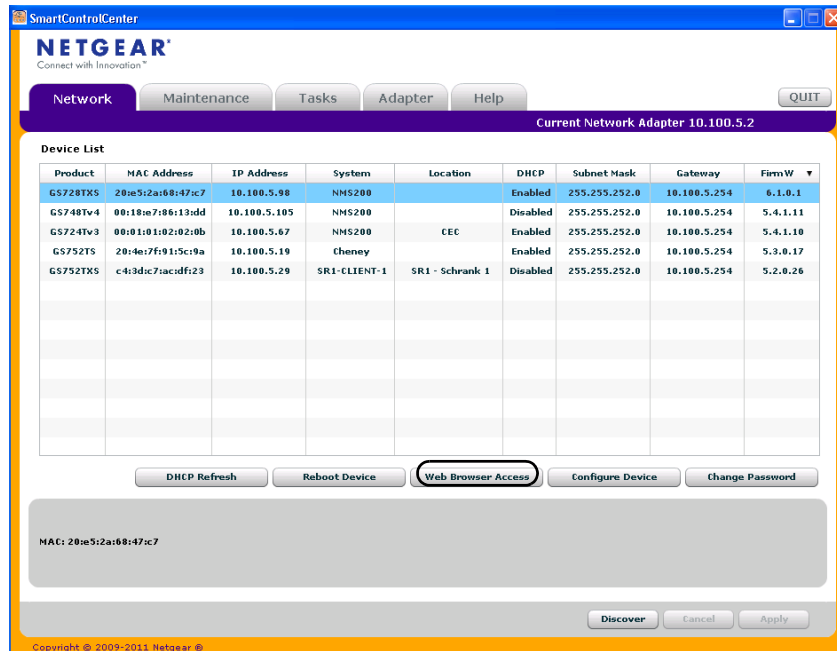 SmartControlCenter
NETGEAR®
Connect with Innovation™
Network Maintenance Tasks Adapter Help QUIT
Current Network Adapter 10.100.5.2
Device List
Product MAC Address IP Address System Location DHCP Subnet Mask Gateway FirmW ▼
GS728TXS 20:e5:2a:68:47:c7 10.100.5.98 NMS200 Enabled 255.255.252.0 10.100.5.254 6.1.0.1
GS748Tv4 00:18:e7:86:13:dd 10.100.5.105 NMS200 Disabled 255.255.252.0 10.100.5.254 5.4.1.11
GS724Tv3 00:01:01:02:02:0b 10.100.5.67 NMS200 CEC Enabled 255.255.252.0 10.100.5.254 5.4.1.10
GS752TS 20:4e:7f:91:5c:9a 10.100.5.19 Cheney Enabled 255.255.252.0 10.100.5.254 5.3.0.17
GS752TXS c4:3d:c7:ac:df:23 10.100.5.29 SR1-CLIENT-1 SR1 - Schrank 1 Disabled 255.255.252.0 10.100.5.254 5.2.0.26
DHCP Refresh Reboot Device Web Browser Access Configure Device Change Password
MAC: 20:e5:2a:68:47:c7
Discover Cancel Apply
Copyright © 2009-2011 Netgear ®